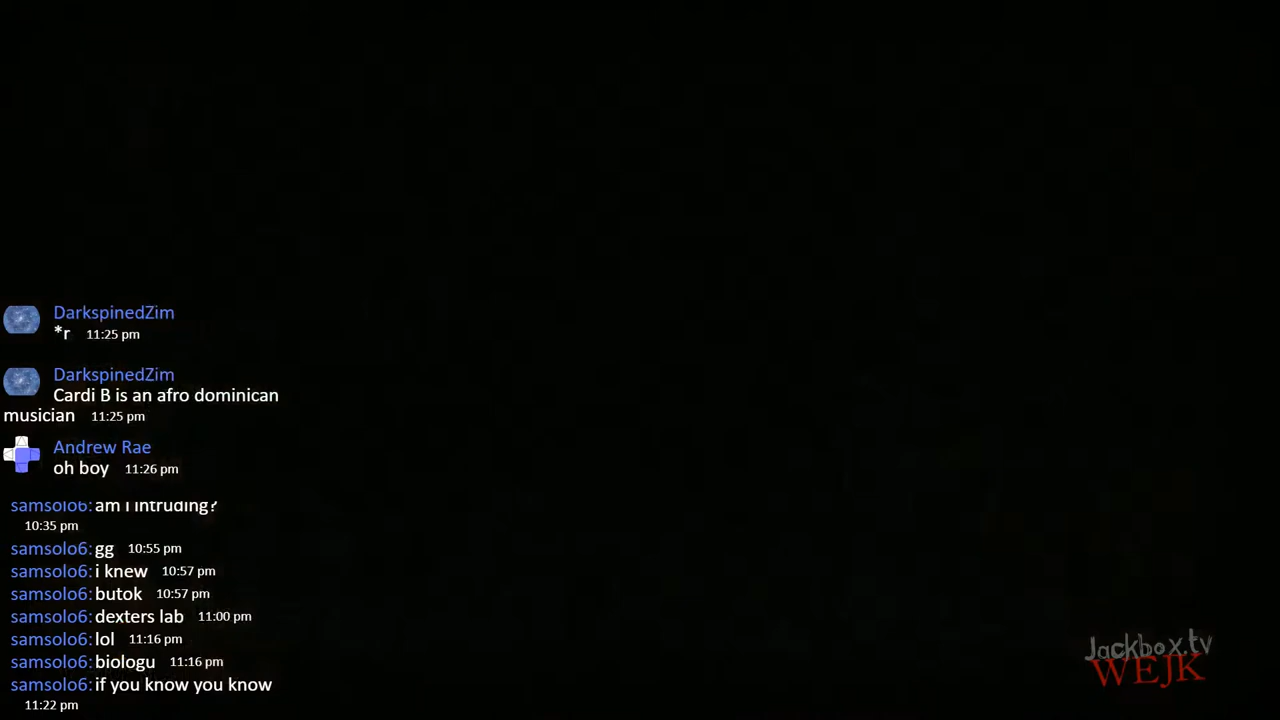 DarkspinedZim
*r 11:25 pm
DarkspinedZim
Cardi B is an afro dominican
musician 11:25 pm
Andrew Rae
oh boy 11:26 pm
samsolo6: am i intruding?
10:35 pm
samsolo6: gg 10:55 pm
samsolo6: i knew 10:57 pm
samsolo6: butok 10:57 pm
samsolo6: dexters lab 11:00 pm
samsolo6: lol 11:16 pm
samsolo6: biologu 11:16 pm
samsolo6: if you know you know
11:22 pm
Jackbox.tv
WEJK